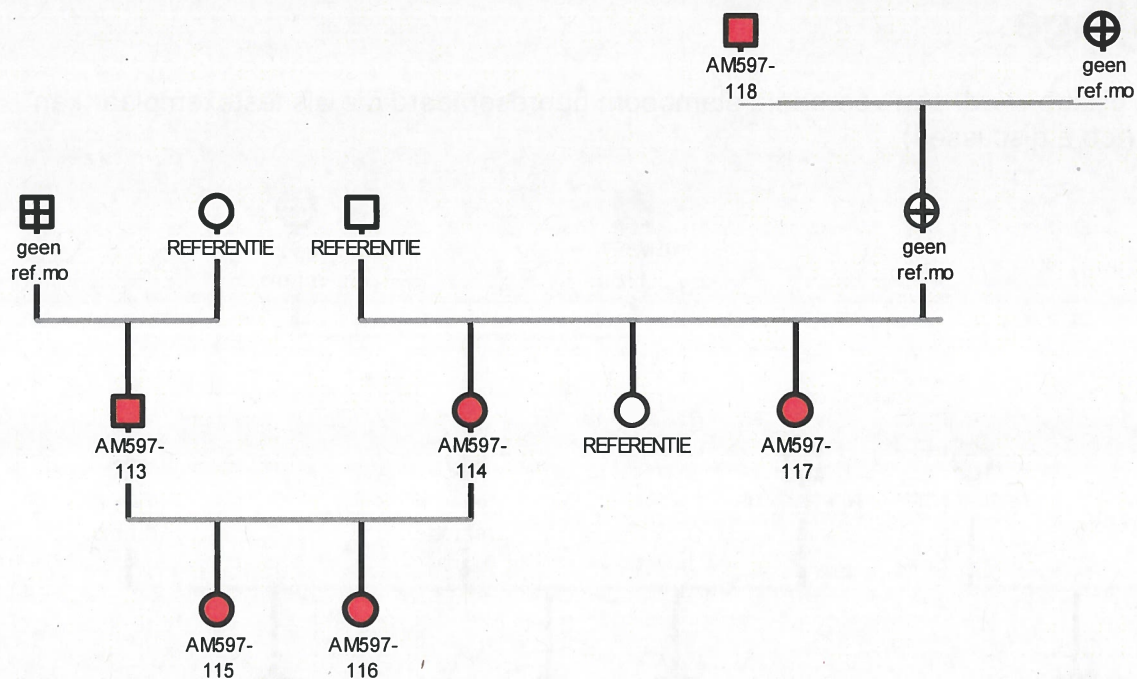 AM597-
118
geen
ref.mo
geen
ref.mo
REFERENTIE
REFERENTIE
geen
ref.mo
AM597-
113
AM597-
114
REFERENTIE
AM597-
117
AM597-
115
AM597-
116